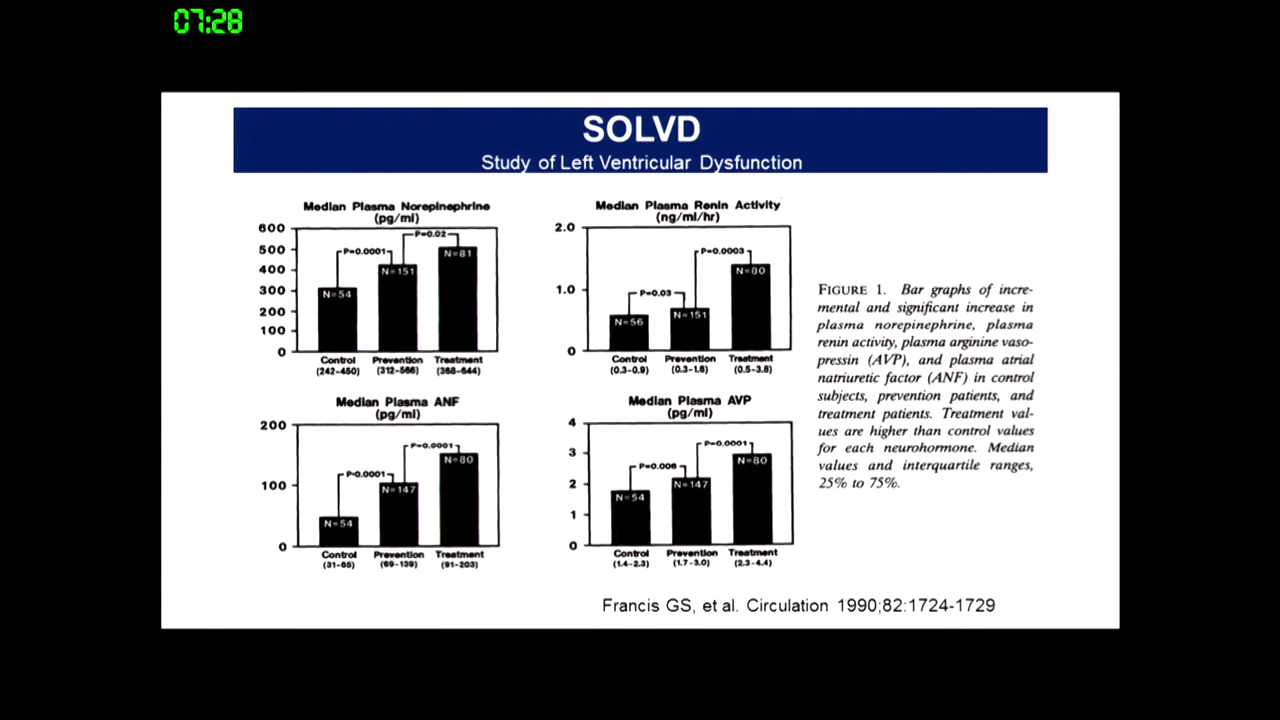 07:28
SOLVD
Study of Left Ventricular Dysfunction
Median Plasma Norepinephrine
(pg/ml)
600
500
400
300
200
100
0
P=0.0001
P=0.02
N=54
N=151
N=81
Control
Prevention
Treatment
(242-450)
(312-566)
(368-644)
Median Plasma Renin Activity
(ng/ml/hr)
2.0
1.0
0
P=0.03
P=0.0003
N=56
N=151
N=80
Control
Prevention
Treatment
(0.3-0.9)
(0.3-1.8)
(0.5-3.8)
Median Plasma ANF
(pg/ml)
200
100
0
P=0.0001
P=0.0001
N=54
N=147
N=80
Control
Prevention
Treatment
(31-65)
(69-139)
(91-203)
Median Plasma AVP
(pg/ml)
4
3
2
1
0
P=0.006
P=0.0001
N=54
N=147
N=80
Control
Prevention
Treatment
(1.4-2.3)
(1.7-3.0)
(2.3-4.4)
FIGURE 1. Bar graphs of incre-
mental and significant increase in
plasma norepinephrine, plasma
renin activity, plasma arginine vaso-
pressin (AVP), and plasma atrial
natriuretic factor (ANF) in control
subjects, prevention patients, and
treatment patients. Treatment val-
ues are higher than control values
for each neurohormone. Median
values and interquartile ranges,
25% to 75%.
Francis GS, et al. Circulation 1990;82:1724-1729